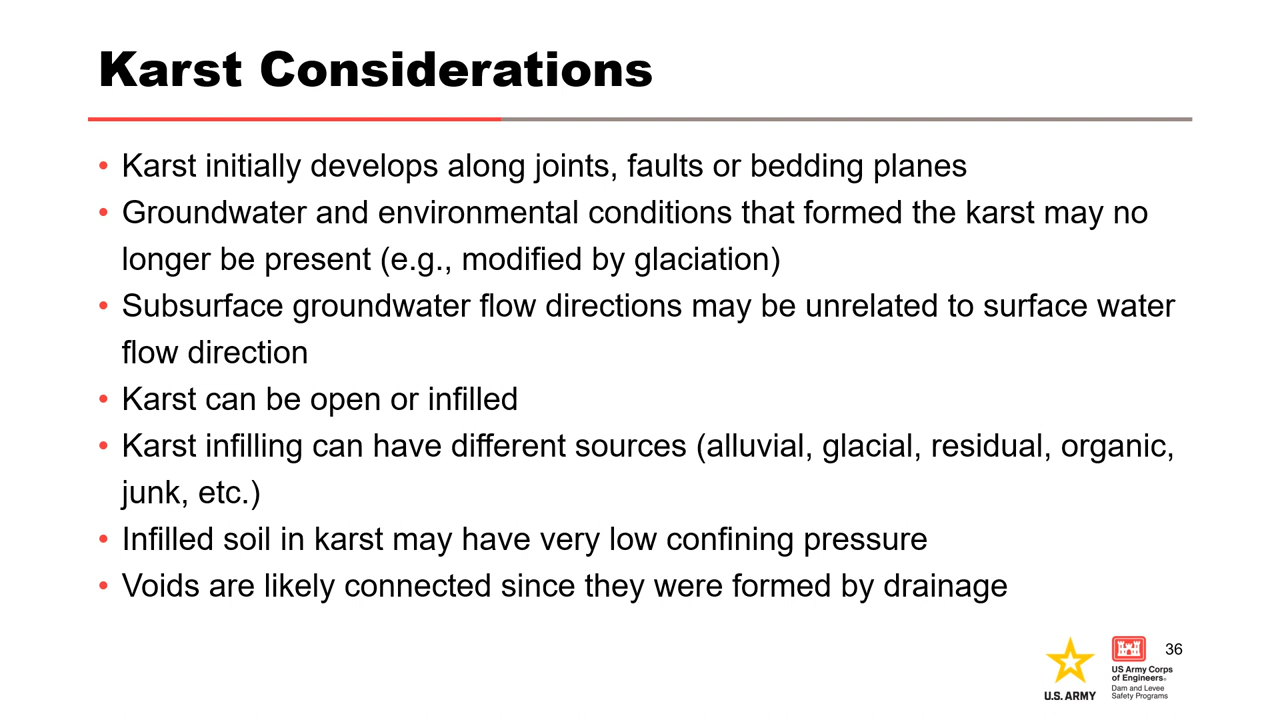 Karst Considerations
• Karst initially develops along joints, faults or bedding planes
• Groundwater and environmental conditions that formed the karst may no
longer be present (e.g., modified by glaciation)
• Subsurface groundwater flow directions may be unrelated to surface water
flow direction
• Karst can be open or infilled
• Karst infilling can have different sources (alluvial, glacial, residual, organic,
junk, etc.)
• Infilled soil in karst may have very low confining pressure
• Voids are likely connected since they were formed by drainage
U.S. ARMY
US Army Corps
of Engineers®
Dam and Levee
Safety Programs
36